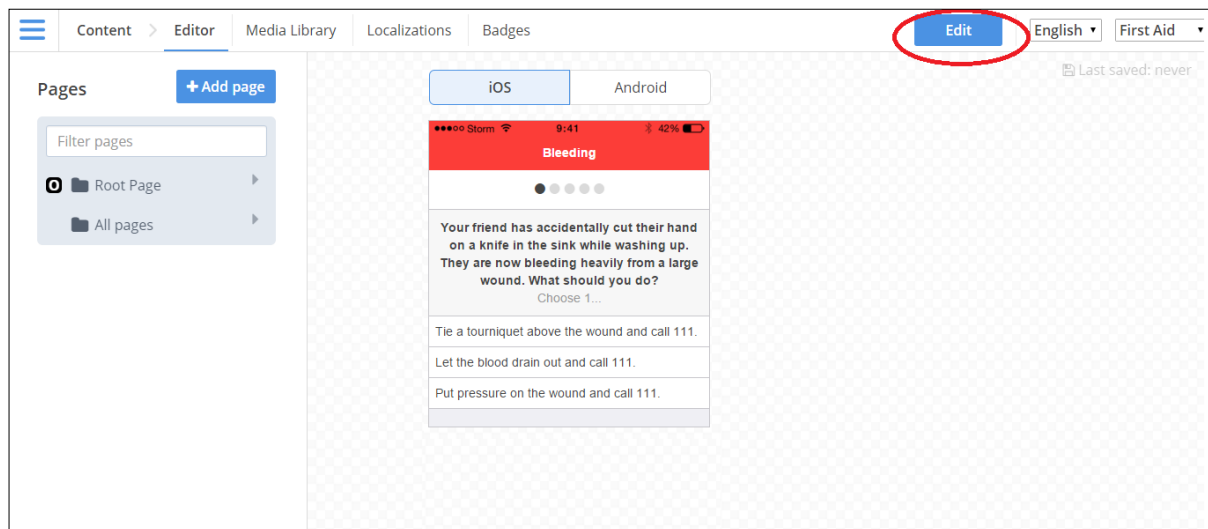 Content > Editor Media Library Localizations Badges Edit English First Aid
Last saved: never
Pages + Add page
iOS Android
Filter pages
Storm 9:41 42%
Bleeding
O Root Page
All pages
Your friend has accidentally cut their hand
on a knife in the sink while washing up.
They are now bleeding heavily from a large
wound. What should you do?
Choose 1...
Tie a tourniquet above the wound and call 111.
Let the blood drain out and call 111.
Put pressure on the wound and call 111.